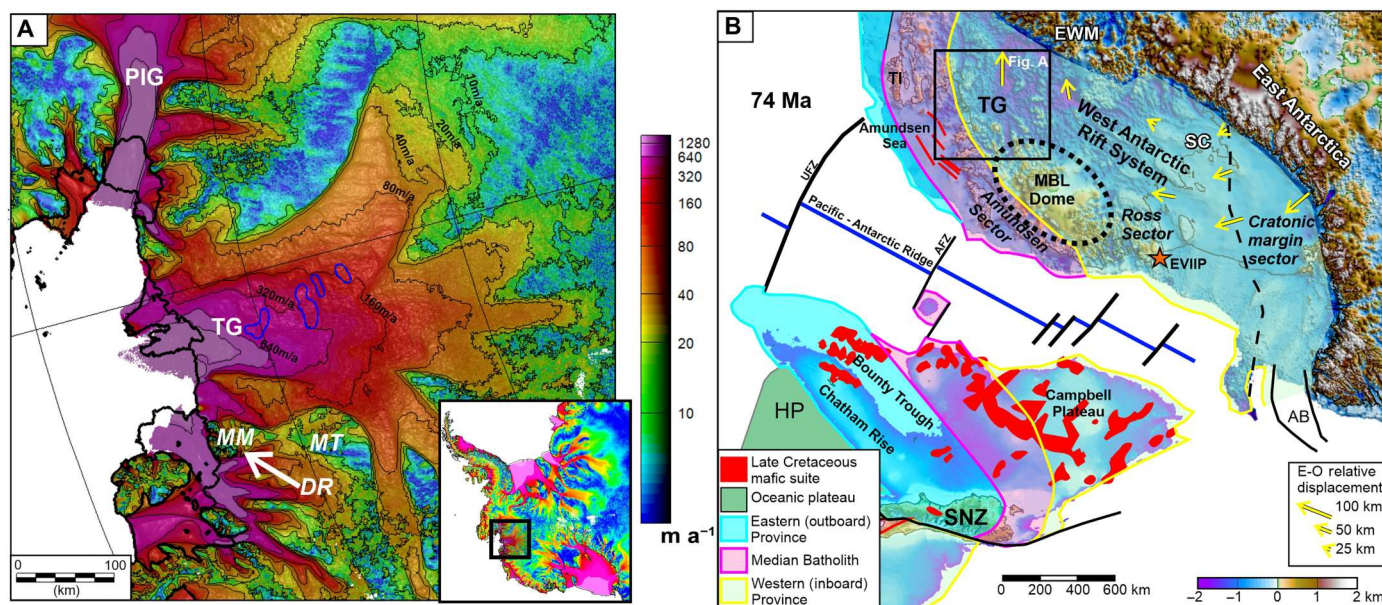 A
PIG
10m/a
20m/a
40m/a
80m/a
320m/a
160m/a
TG
640m/a
MM
MT
DR
0
100
(km)
1280
640
320
160
80
40
20
10
m a⁻¹
B
EWM
East Antarctica
TI
Fig. A
74 Ma
TG
West Antarctic
Rift System
SC
Amundsen
Sea
UFZ
MBL
Dome
Amundsen
Sector
Ross
Sector
Cratonic
margin
sector
Pacific - Antarctic Ridge
AFZ
EVIIP
Bounty Trough
Campbell
Plateau
Chatham Rise
HP
AB
SNZ
Late Cretaceous
mafic suite
Oceanic plateau
Eastern (outboard)
Province
Median Batholith
Western (inboard)
Province
E-O relative
displacement
100 km
50 km
25 km
0 200 400 600 km
−2 −1 0 1 2 km